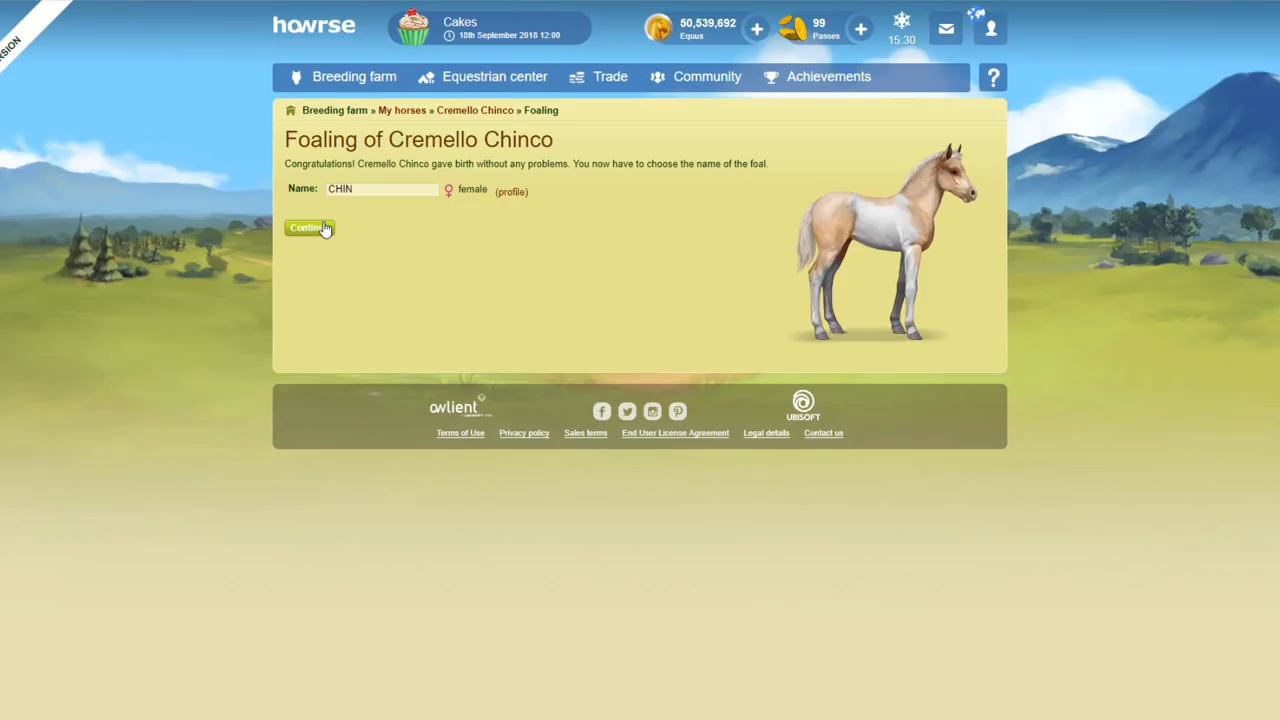 RSION
howrse
Cakes
18th September 2018 12:00
50,539,692
Equus
99
Passes
15:30
Breeding farm Equestrian center Trade Community Achievements ?
Breeding farm » My horses » Cremello Chinco » Foaling
Foaling of Cremello Chinco
Congratulations! Cremello Chinco gave birth without any problems. You now have to choose the name of the foal.
Name: CHIN female (profile)
owlient
UBISOFT
Terms of Use Privacy policy Sales terms End User License Agreement Legal details Contact us